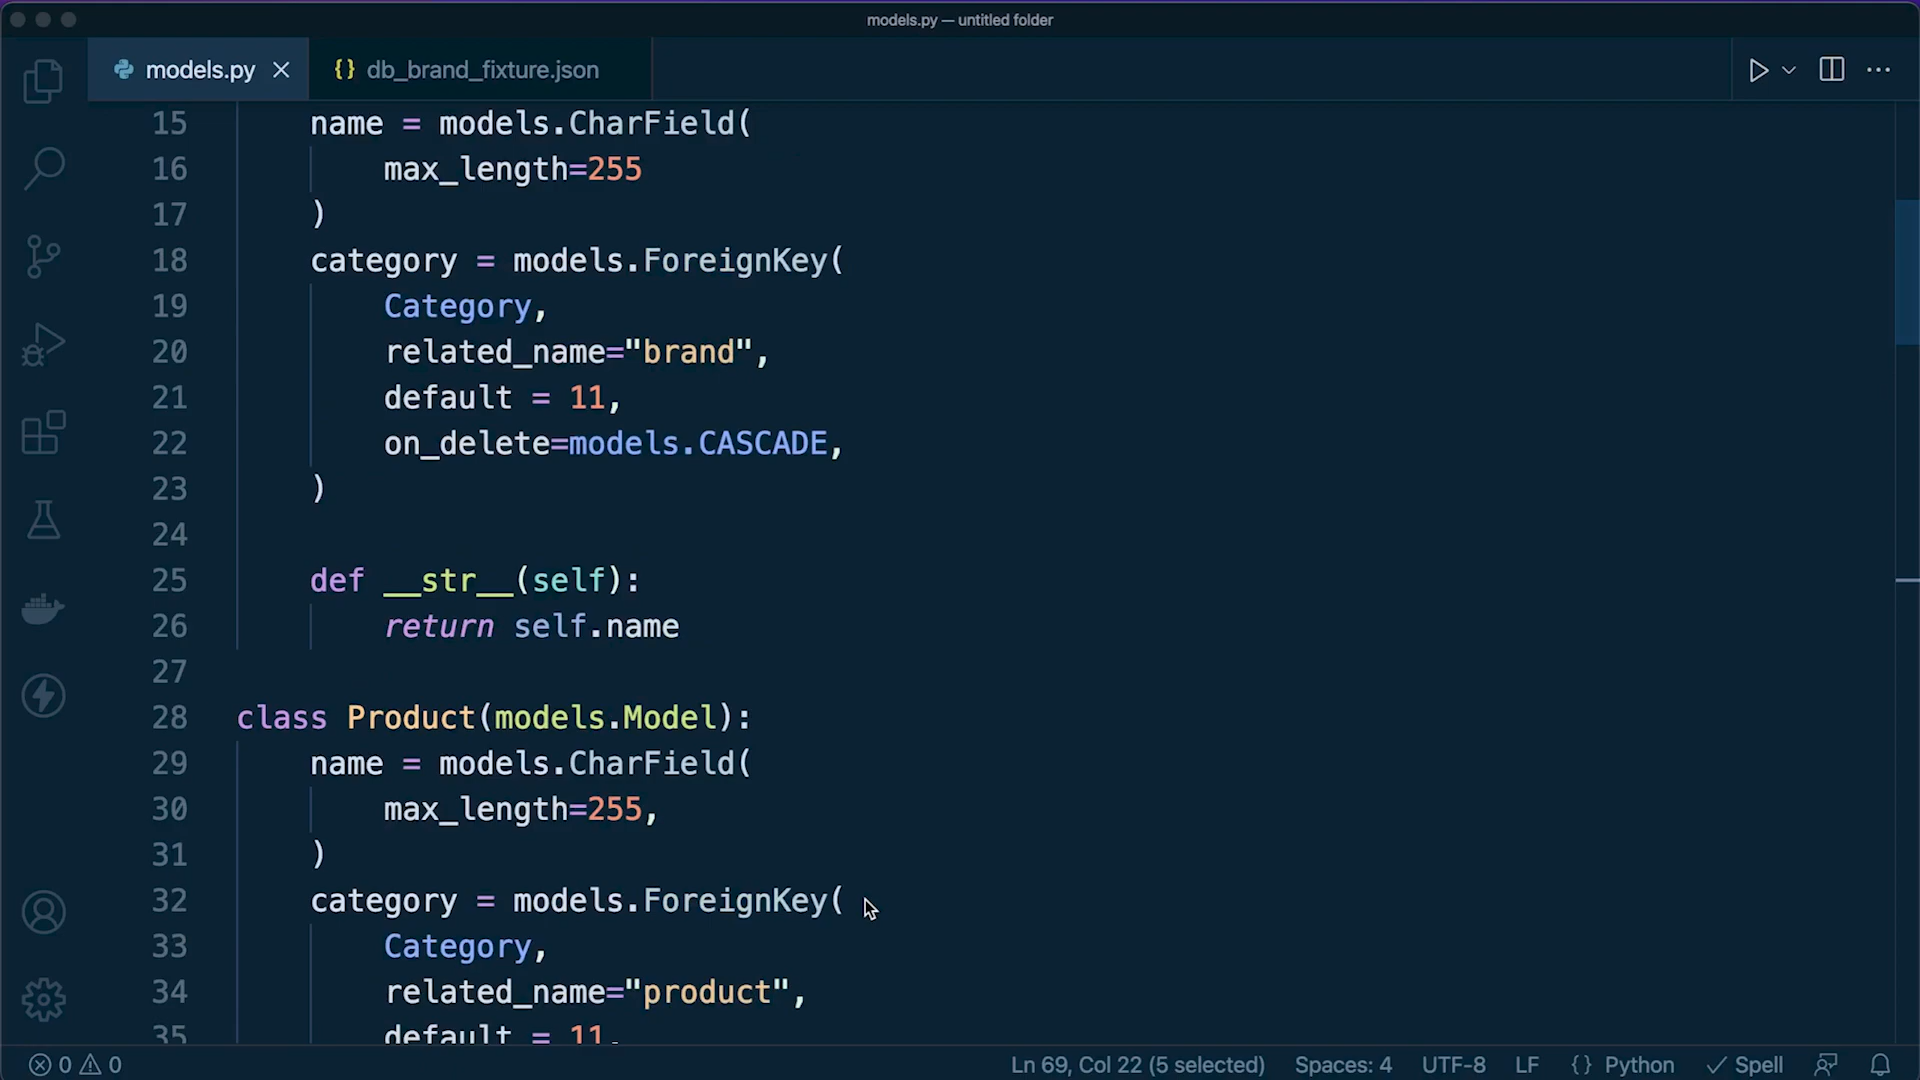 models.py — untitled folder
models.py
{} db_brand_fixture.json
15 name = models.CharField(
16 max_length=255
17 )
18 category = models.ForeignKey(
19 Category,
20 related_name="brand",
21 default = 11,
22 on_delete=models.CASCADE,
23 )
24
25 def __str__(self):
26 return self.name
27
28 class Product(models.Model):
29 name = models.CharField(
30 max_length=255,
31 )
32 category = models.ForeignKey(
33 Category,
34 related_name="product",
35 default = 11,
0 0 Ln 69, Col 22 (5 selected) Spaces: 4 UTF-8 LF {} Python Spell